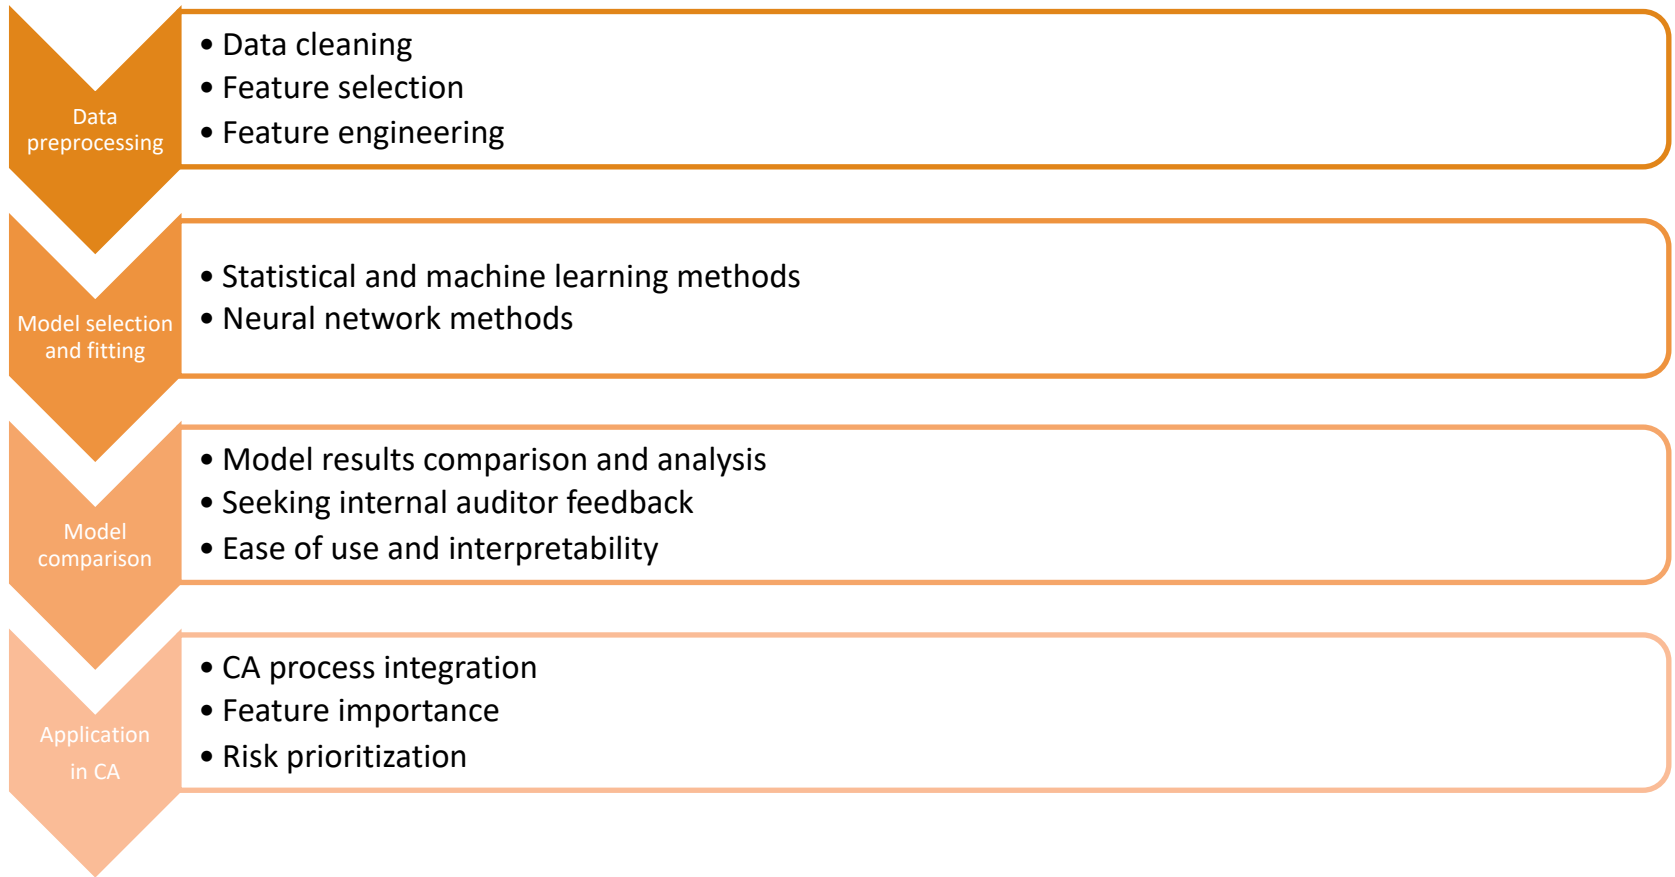 Data
preprocessing
• Data cleaning
• Feature selection
• Feature engineering
Model selection
and fitting
• Statistical and machine learning methods
• Neural network methods
Model
comparison
• Model results comparison and analysis
• Seeking internal auditor feedback
• Ease of use and interpretability
Application
in CA
• CA process integration
• Feature importance
• Risk prioritization